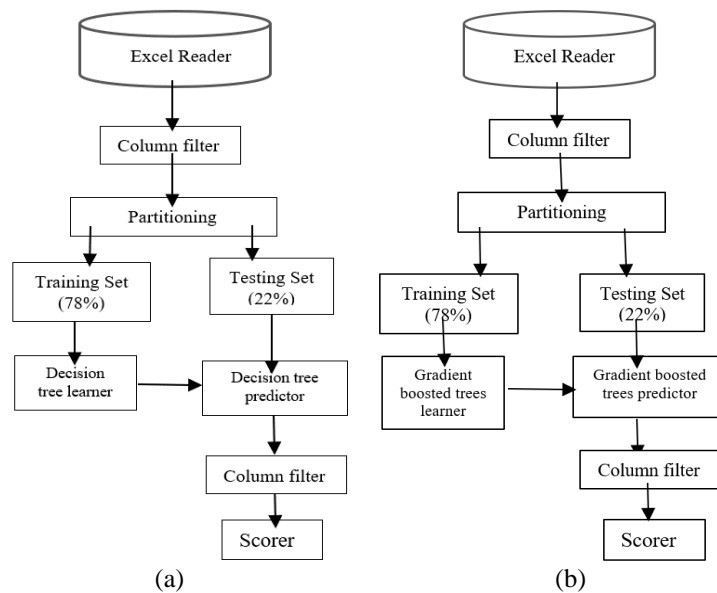 Excel Reader
Column filter
Partitioning
Training Set
(78%)
Testing Set
(22%)
Decision
tree learner
Decision tree
predictor
Column filter
Scorer
(a)
Excel Reader
Column filter
Partitioning
Training Set
(78%)
Testing Set
(22%)
Gradient
boosted trees
learner
Gradient boosted
trees predictor
Column filter
Scorer
(b)